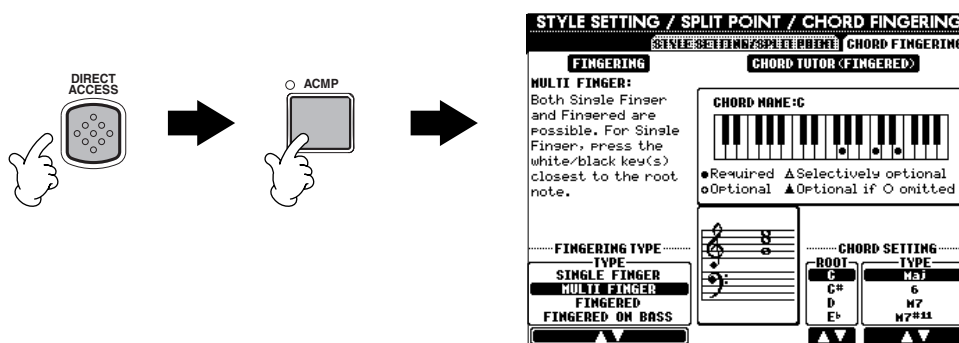 DIRECT
ACCESS
ACMP
STYLE SETTING / SPLIT POINT / CHORD FINGERING
STYLE SETTING/SPLIT POINT CHORD FINGERING
FINGERING
CHORD TUTOR (FINGERED)
MULTI FINGER:
Both Single Finger
and Fingered are
possible. For Single
Finger, press the
white/black key(s)
closest to the root
note.
CHORD NAME:C
●Required △Selectively optional
○Optional ▲Optional if ○ omitted
FINGERING TYPE
TYPE
SINGLE FINGER
MULTI FINGER
FINGERED
FINGERED ON BASS
CHORD SETTING
ROOT
C
C#
D
E♭
TYPE
Maj
6
M7
M7#11